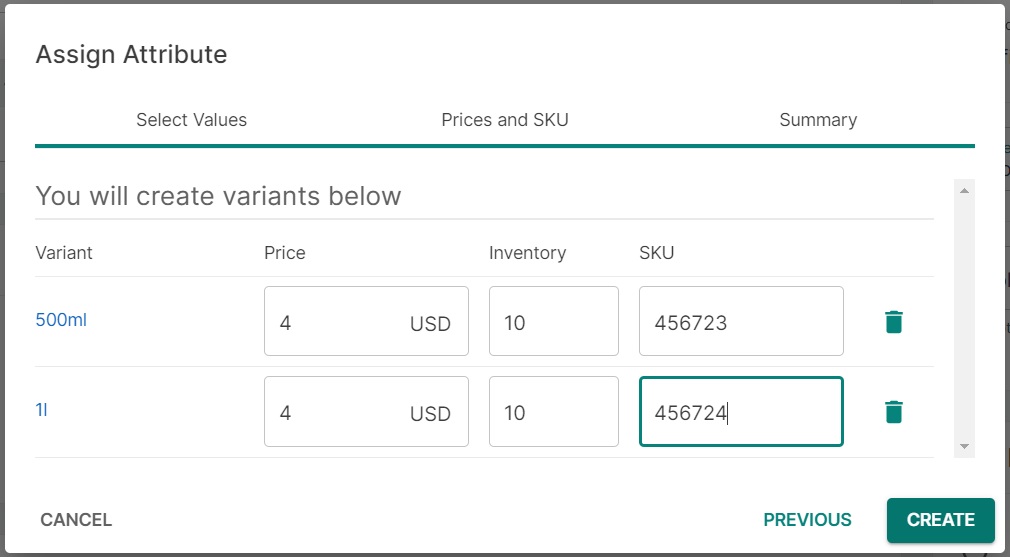 Assign Attribute
Select Values Prices and SKU Summary
You will create variants below
Variant Price Inventory SKU
500ml 4 USD 10 456723
1l 4 USD 10 456724
CANCEL PREVIOUS CREATE